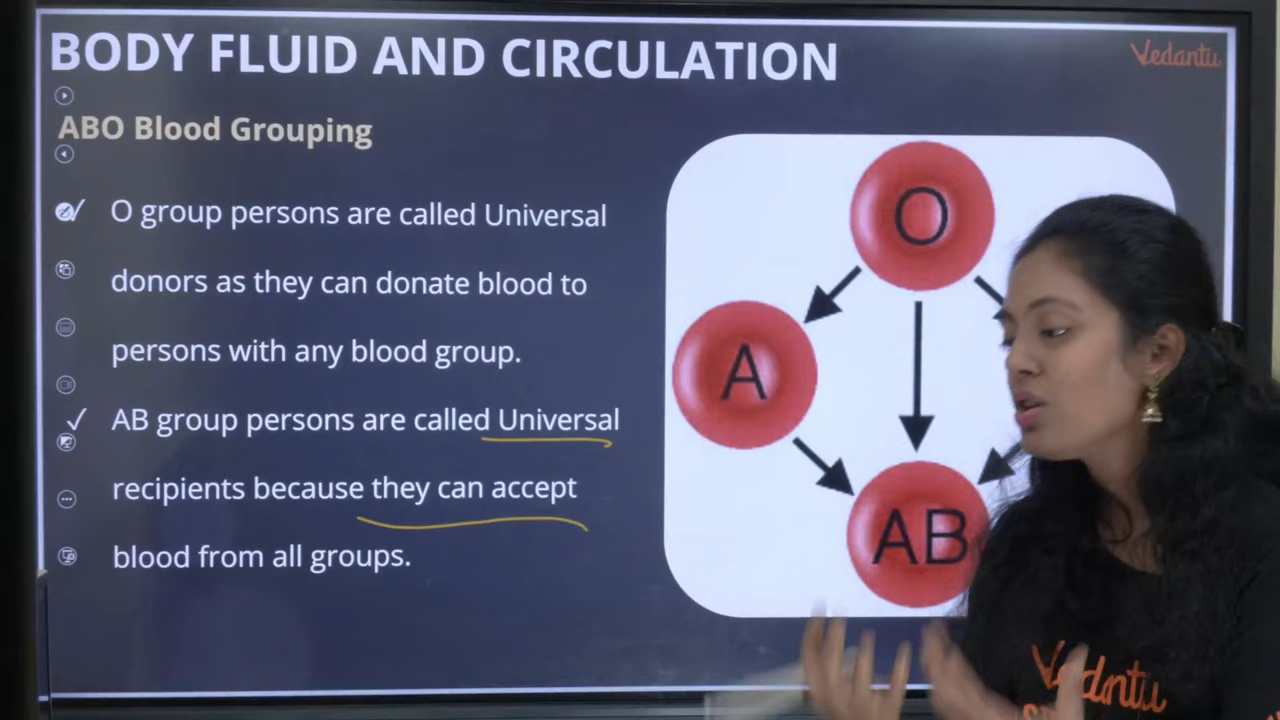 BODY FLUID AND CIRCULATION
Vedantu
ABO Blood Grouping
O group persons are called Universal
donors as they can donate blood to
persons with any blood group.
AB group persons are called Universal
recipients because they can accept
blood from all groups.
O
A
AB
Vedantu